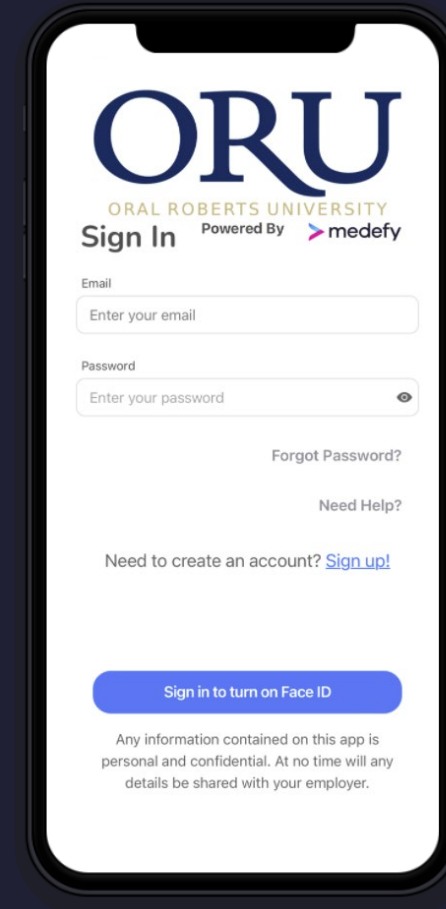 ORU
ORAL ROBERTS UNIVERSITY
Sign In Powered By medefy
Email
Enter your email
Password
Enter your password
Forgot Password?
Need Help?
Need to create an account? Sign up!
Sign in to turn on Face ID
Any information contained on this app is
personal and confidential. At no time will any
details be shared with your employer.